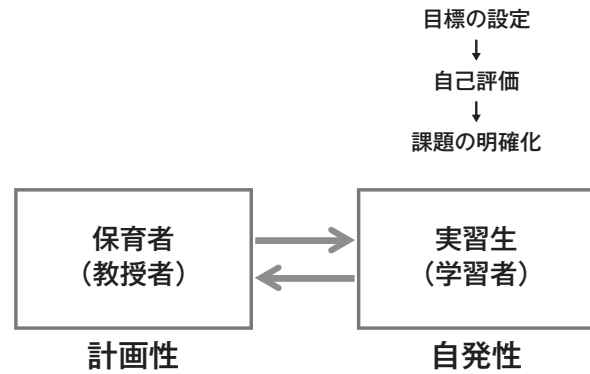 目標の設定
↓
自己評価
↓
課題の明確化
保育者
（教授者）
実習生
（学習者）
計画性
自発性